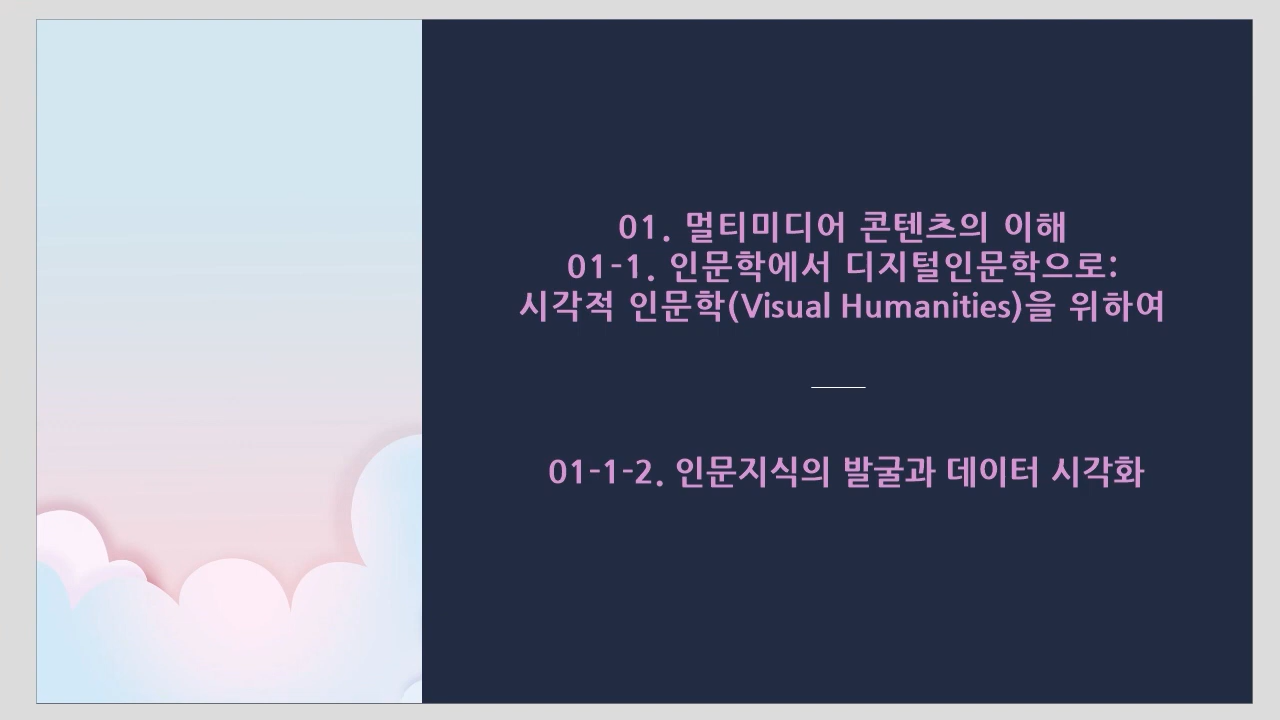 01. 멀티미디어 콘텐츠의 이해
01-1. 인문학에서 디지털인문학으로:
시각적 인문학(Visual Humanities)을 위하여
01-1-2. 인문지식의 발굴과 데이터 시각화